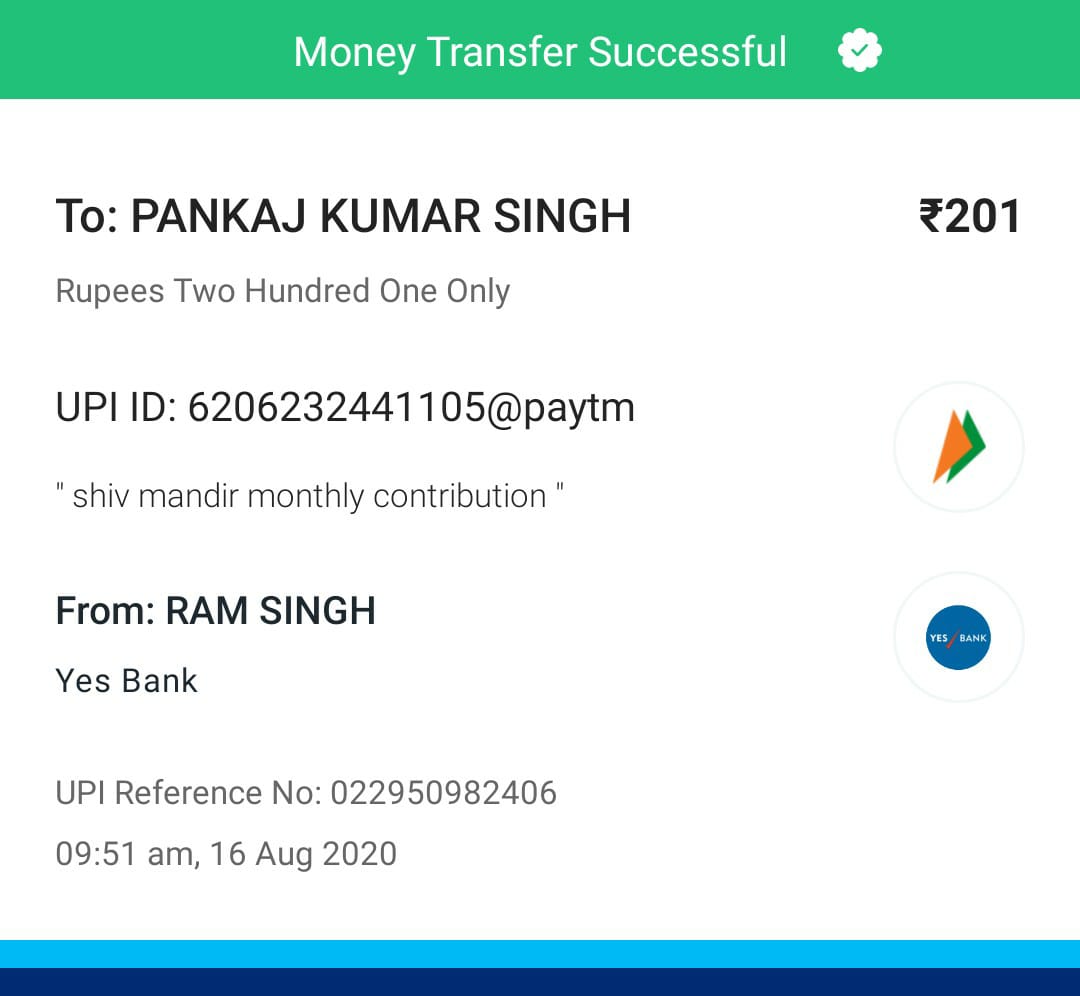 Money Transfer Successful
To: PANKAJ KUMAR SINGH ₹201
Rupees Two Hundred One Only
UPI ID: 6206232441105@paytm
" shiv mandir monthly contribution "
From: RAM SINGH
YES BANK
Yes Bank
UPI Reference No: 022950982406
09:51 am, 16 Aug 2020